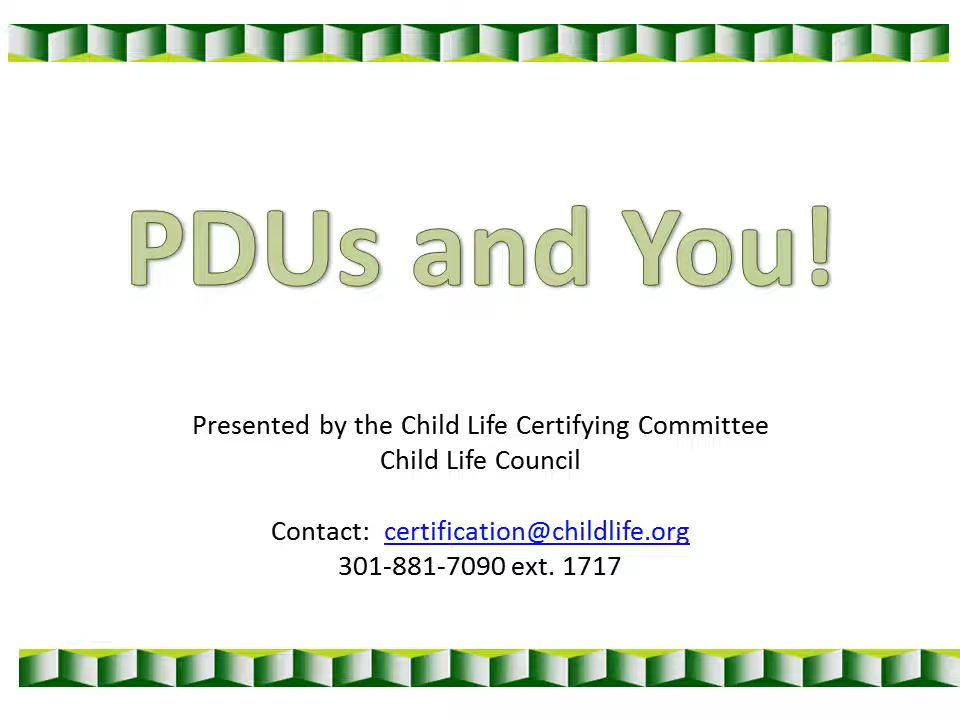 PDUs and You!
Presented by the Child Life Certifying Committee
Child Life Council
Contact: certification@childlife.org
301-881-7090 ext. 1717